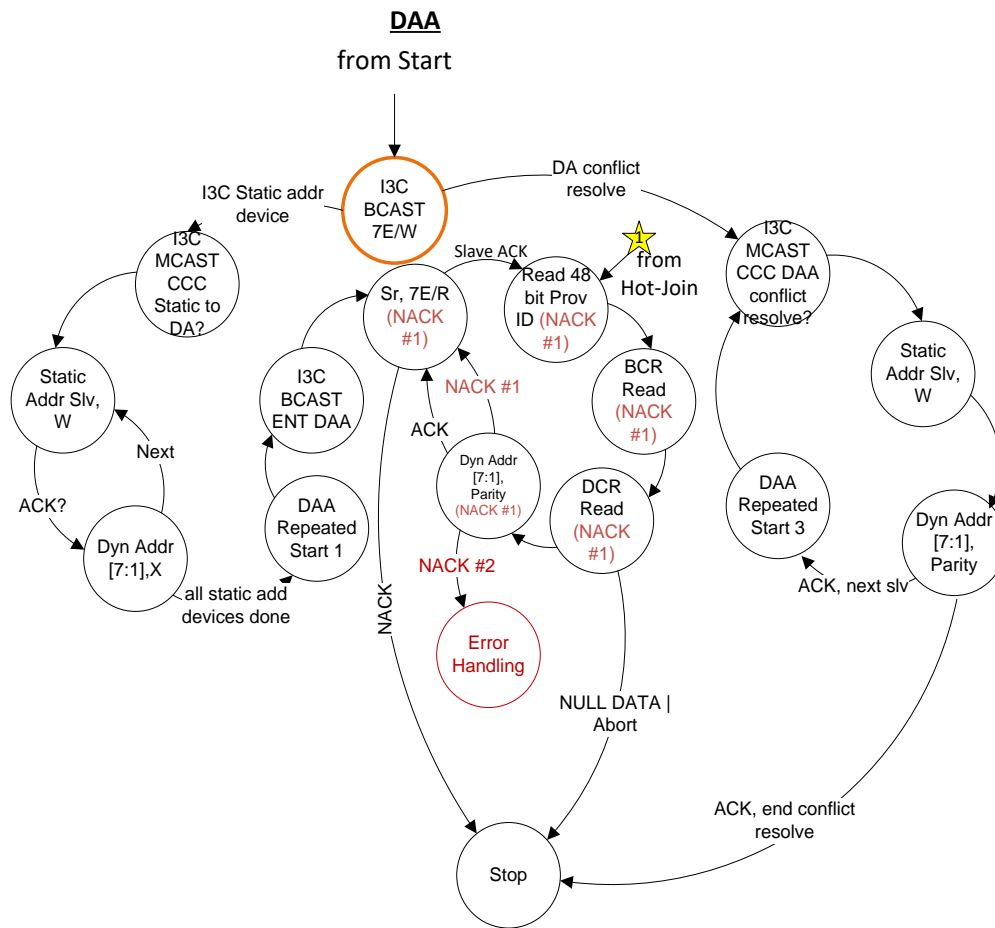 DAA
from Start
I3C
BCAST
7E/W
I3C Static addr
device
DA conflict
resolve
I3C
MCAST
CCC
Static to
DA?
Slave ACK
Sr, 7E/R
(NACK
#1)
Read 48
bit Prov
ID (NACK
#1)
1
from
Hot-Join
I3C
MCAST
CCC DAA
conflict
resolve?
Static
Addr Slv,
W
I3C
BCAST
ENT DAA
NACK #1
ACK
BCR
Read
(NACK
#1)
Static
Addr Slv,
W
Next
ACK?
Dyn Addr
[7:1],X
all static add
devices done
DAA
Repeated
Start 1
Dyn Addr
[7:1],
Parity
(NACK #1)
DCR
Read
(NACK
#1)
DAA
Repeated
Start 3
Dyn Addr
[7:1],
Parity
ACK, next slv
NACK #2
NACK
Error
Handling
NULL DATA |
Abort
ACK, end conflict
resolve
Stop